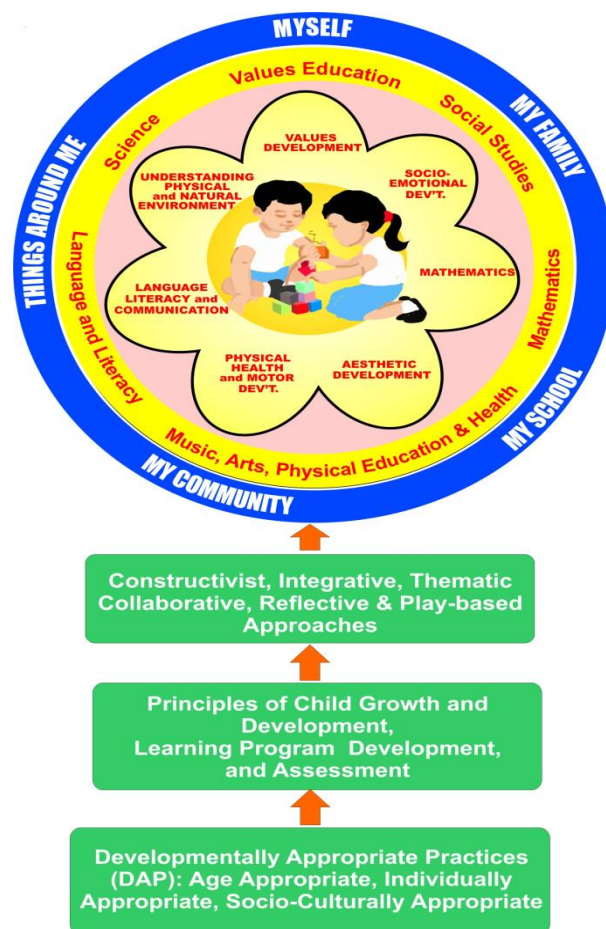 MYSELF
MY FAMILY
MY SCHOOL
MY COMMUNITY
THINGS AROUND ME
Values Education
Social Studies
Mathematics
Music, Arts, Physical Education & Health
Language and Literacy
Science
VALUES
DEVELOPMENT
SOCIO-
EMOTIONAL
DEV'T.
MATHEMATICS
AESTHETIC
DEVELOPMENT
PHYSICAL
HEALTH
and MOTOR
DEV'T.
LANGUAGE
LITERACY and
COMMUNICATION
UNDERSTANDING
PHYSICAL
and NATURAL
ENVIRONMENT
Constructivist, Integrative, Thematic
Collaborative, Reflective & Play-based
Approaches
Principles of Child Growth and
Development,
Learning Program Development,
and Assessment
Developmentally Appropriate Practices
(DAP): Age Appropriate, Individually
Appropriate, Socio-Culturally Appropriate